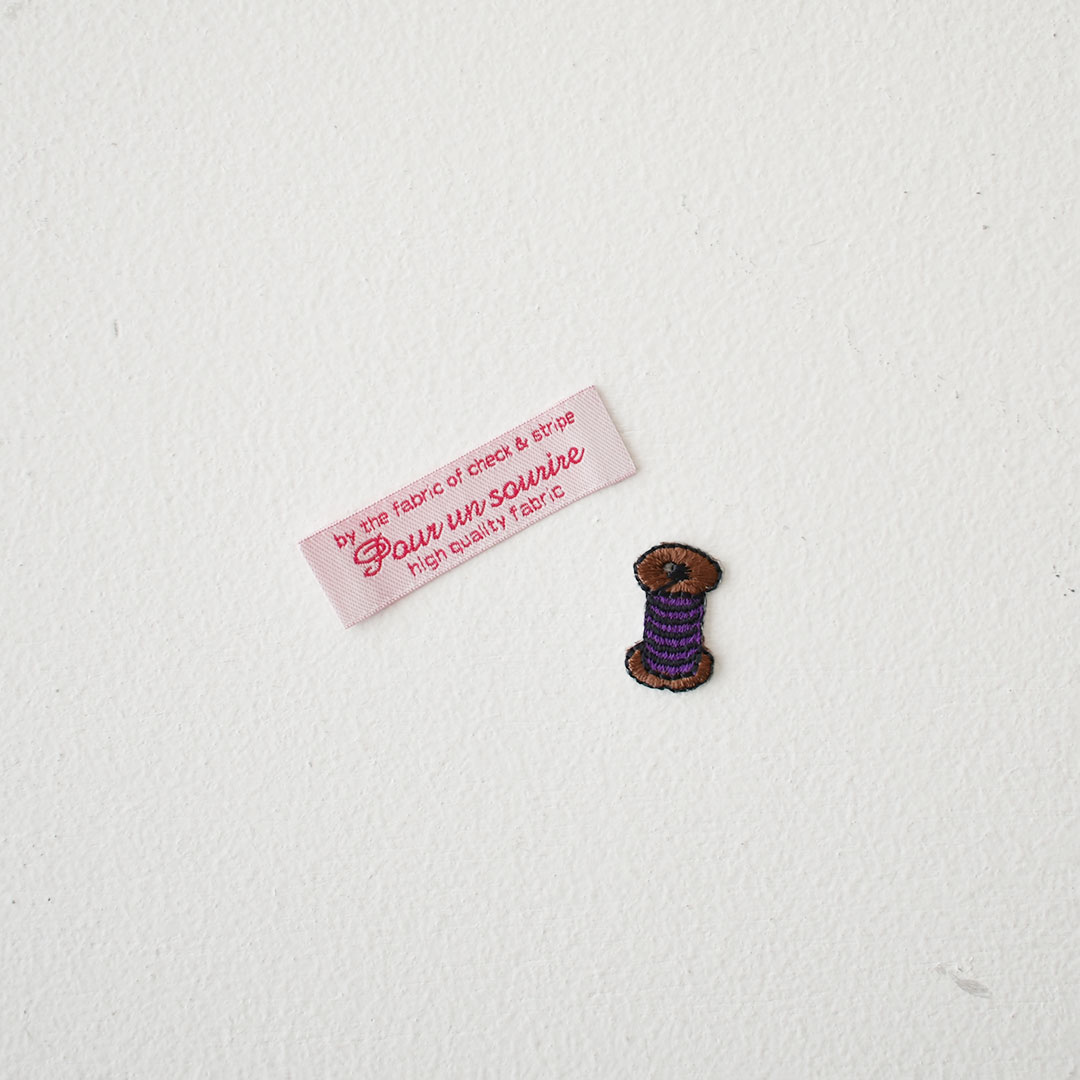 by the fabric of check & stripe
Pour un sourire
high quality fabric